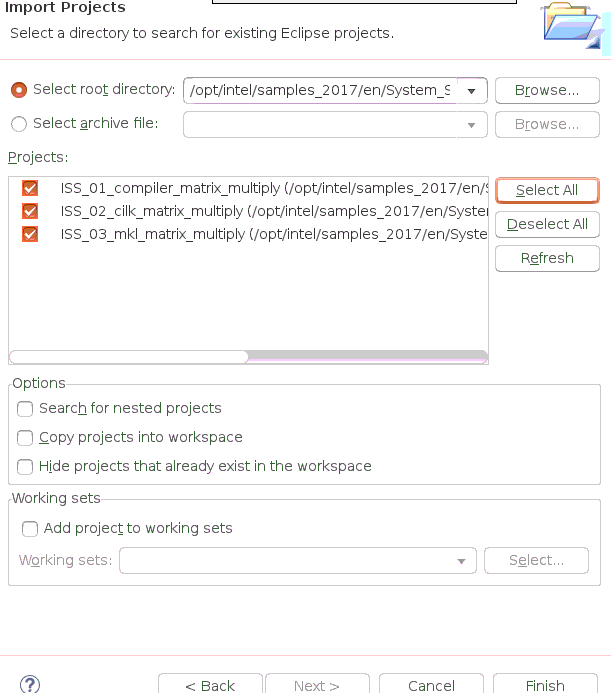 Import Projects
Select a directory to search for existing Eclipse projects.
Select root directory: /opt/intel/samples_2017/en/System_S Browse...
Select archive file: Browse...
Projects:
ISS_01_compiler_matrix_multiply (/opt/intel/samples_2017/en/S Select All
ISS_02_cilk_matrix_multiply (/opt/intel/samples_2017/en/System
ISS_03_mkl_matrix_multiply (/opt/intel/samples_2017/en/Syste
Deselect All
Refresh
Options
Search for nested projects
Copy projects into workspace
Hide projects that already exist in the workspace
Working sets
Add project to working sets
Working sets: Select...
? < Back Next > Cancel Finish